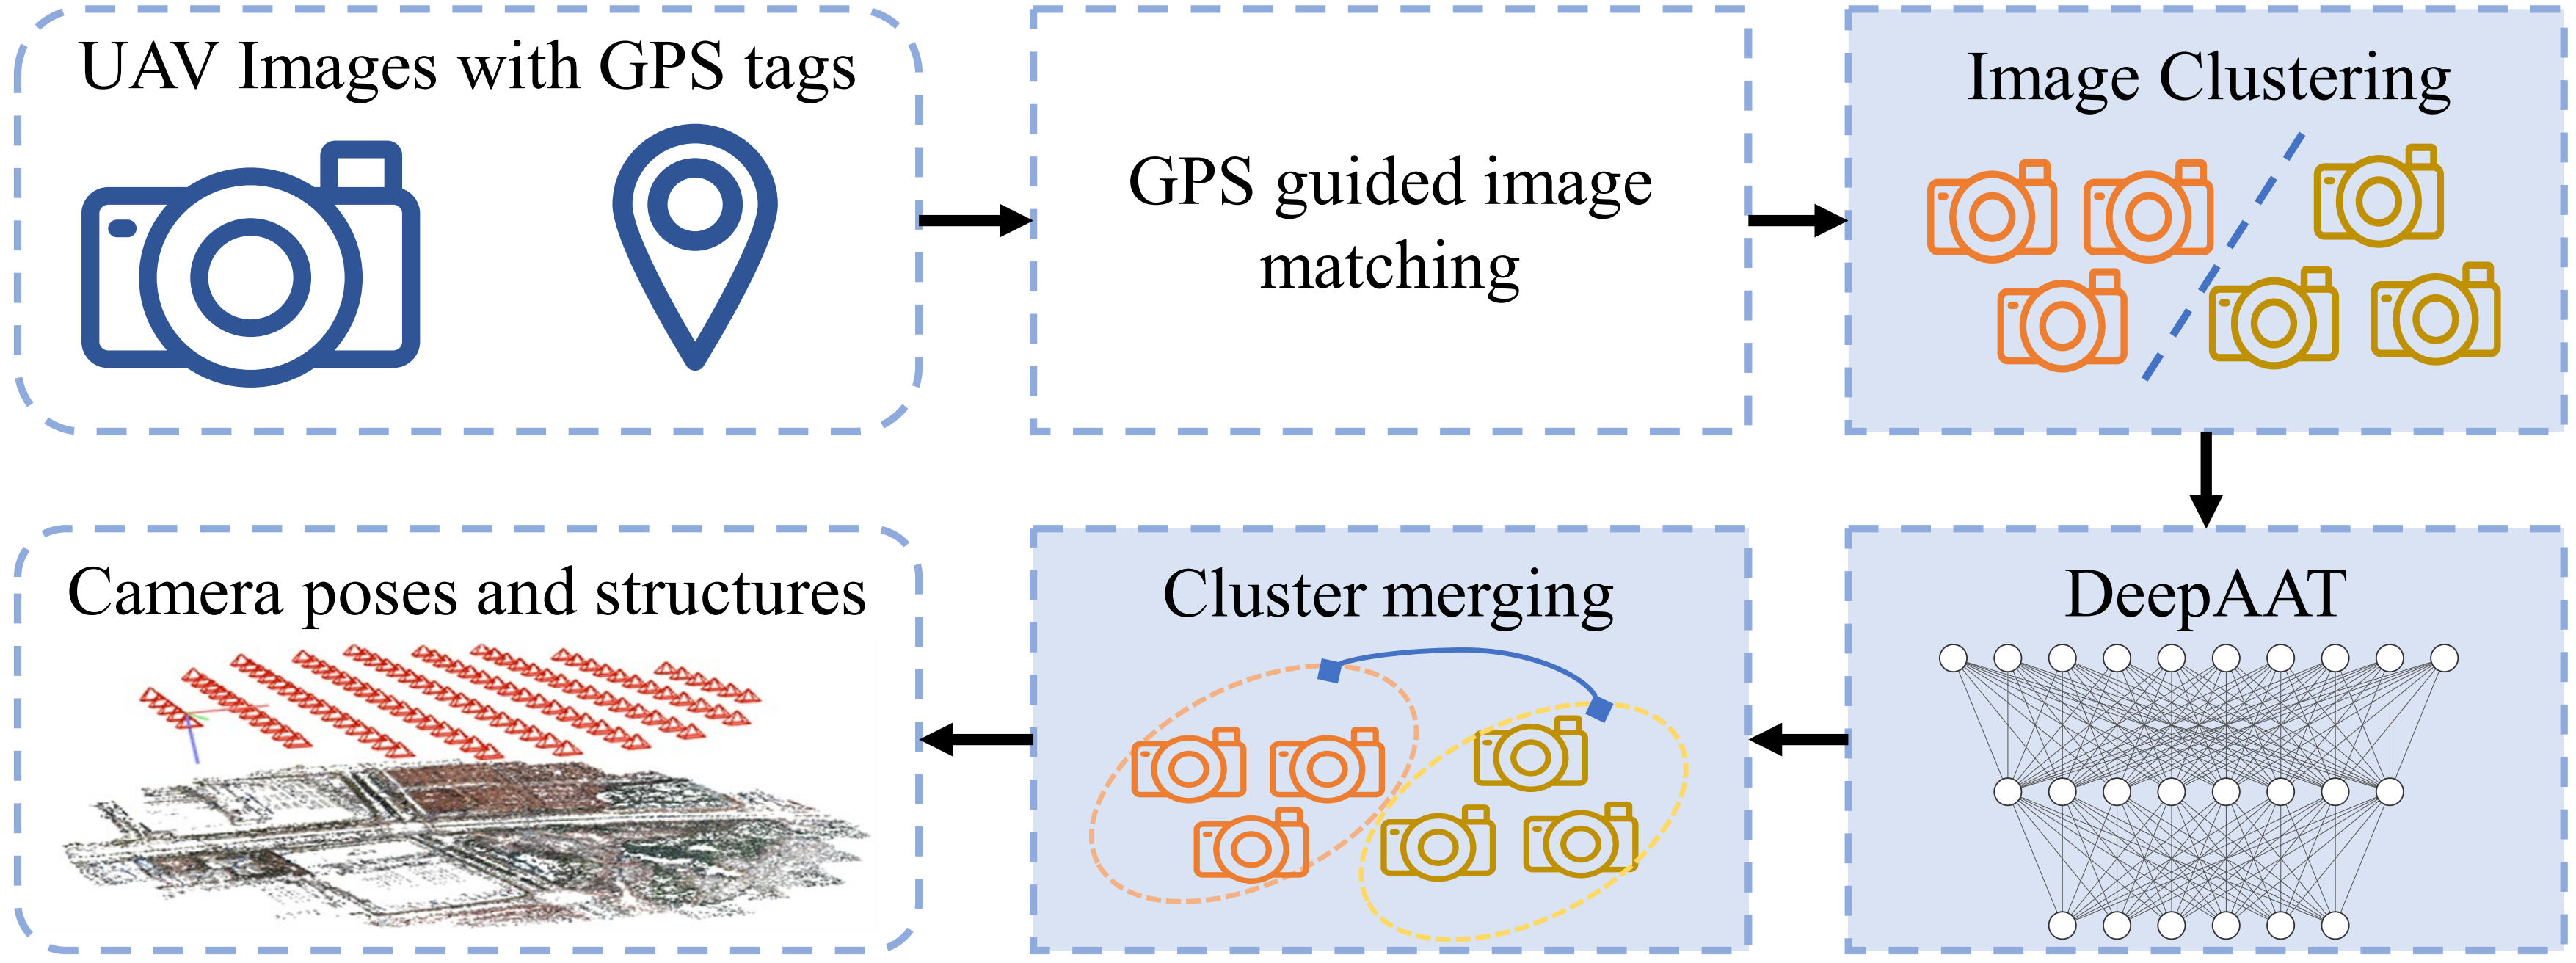 UAV Images with GPS tags
GPS guided image
matching
Image Clustering
DeepAAT
Cluster merging
Camera poses and structures